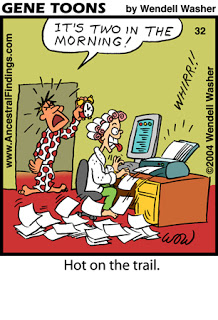 GENE TOONS by Wendell Washer
IT'S TWO IN THE
MORNING!
32
WHIRR!!
www.AncestralFindings.com
©2004 Wendell Washer
WOW
Hot on the trail.